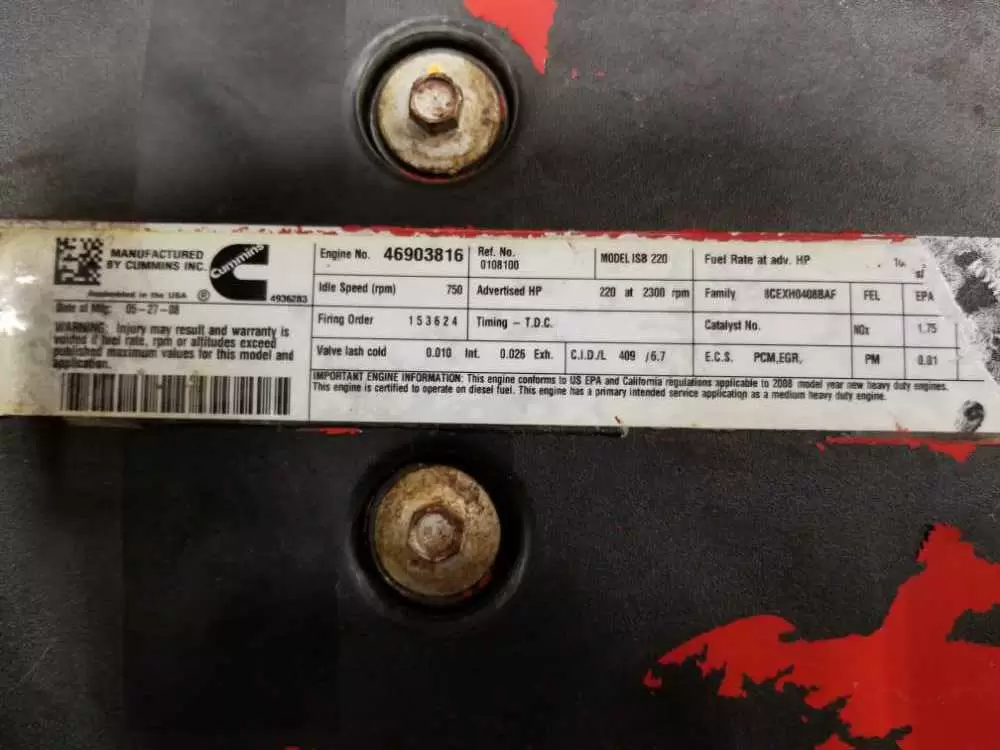 MANUFACTURED
BY CUMMINS INC.
Cummins
Assembled in the USA ®
4936283
Date of Mfg: 05-27-08
WARNING: Injury may result and warranty is
voided if fuel rate, rpm or altitudes exceed
published maximum values for this model and
application.
Engine No. 46903816
Ref. No.
0108100
MODEL ISB 220
Fuel Rate at adv. HP
Idle Speed (rpm) 750
Advertised HP 220 at 2300 rpm
Family 8CEXH0408BAF
FEL
EPA
Firing Order 1 5 3 6 2 4
Timing - T.D.C.
Catalyst No.
NOx
1.75
Valve lash cold 0.010 Int. 0.026 Exh.
C.I.D./L 409 /6.7
E.C.S. PCM,EGR,
PM
0.01
IMPORTANT ENGINE INFORMATION: This engine conforms to US EPA and California regulations applicable to 2008 model year new heavy duty engines.
This engine is certified to operate on diesel fuel. This engine has a primary intended service application as a medium heavy duty engine.